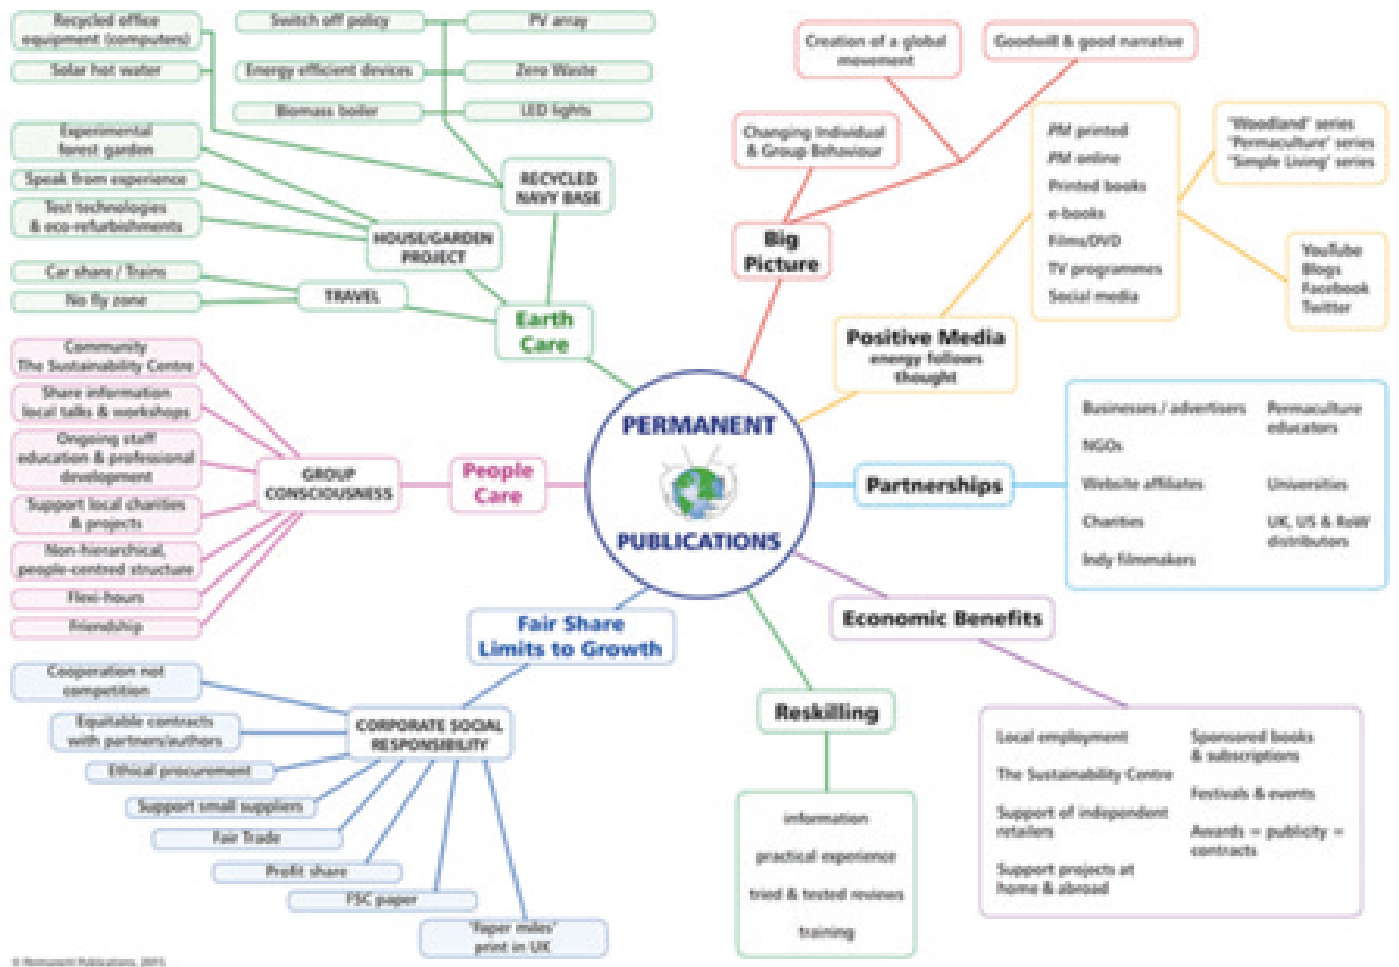 Recycled office
equipment (computers)
Solar hot water
Switch off policy
Energy efficient devices
Biomass boiler
PV array
Zero Waste
LED lights
RECYCLED
NAVY BASE
Experimental
forest garden
Speak from experience
Test technologies
& eco-refurbishments
HOUSE/GARDEN
PROJECT
Car share / Trains
No fly zone
TRAVEL
Earth
Care
Community
The Sustainability Centre
Share information
local talks & workshops
Ongoing staff
education & professional
development
Support local charities
& projects
Non-hierarchical,
people-centred structure
Flexi-hours
Friendship
GROUP
CONSCIOUSNESS
People
Care
PERMANENT
PUBLICATIONS
Fair Share
Limits to Growth
CORPORATE SOCIAL
RESPONSIBILITY
Cooperation not
competition
Equitable contracts
with partners/authors
Ethical procurement
Support small suppliers
Fair Trade
Profit share
FSC paper
'Paper miles'
print in UK
Creation of a global
movement
Goodwill & good narrative
Changing Individual
& Group Behaviour
Big
Picture
Positive Media
energy follows
thought
PM printed
PM online
Printed books
e-books
Films/DVD
TV programmes
Social media
'Woodland' series
'Permaculture' series
'Simple Living' series
YouTube
Blogs
Facebook
Twitter
Partnerships
Businesses / advertisers
NGOs
Website affiliates
Charities
Indy filmmakers
Permaculture
educators
Universities
UK, US & RoW
distributors
Economic Benefits
Local employment
The Sustainability Centre
Support of independent
retailers
Support projects at
home & abroad
Sponsored books
& subscriptions
Festivals & events
Awards = publicity =
contracts
Reskilling
information
practical experience
tried & tested reviews
training
© Permanent Publications, 2015